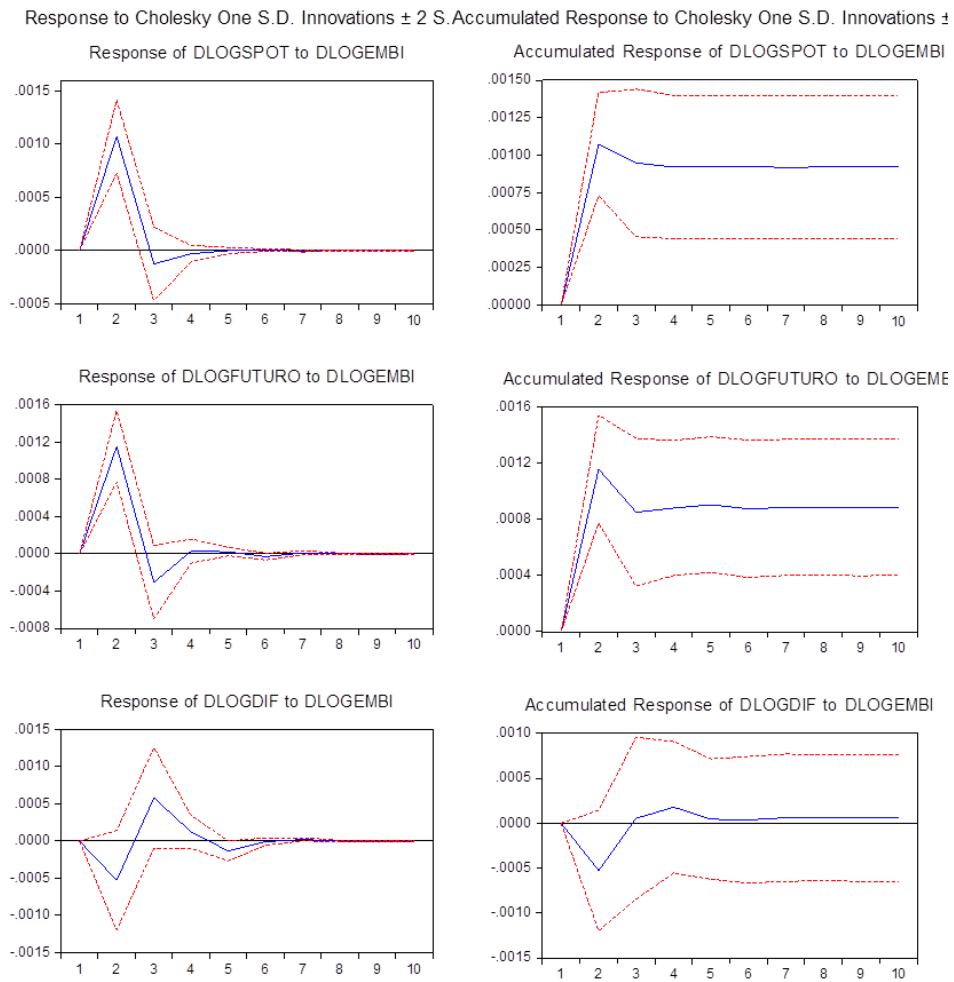 Response to Cholesky One S.D. Innovations ± 2 S.
Accumulated Response to Cholesky One S.D. Innovations ±
Response of DLOGSPOT to DLOGEMBI
.0015
.0010
.0005
.0000
-.0005
1 2 3 4 5 6 7 8 9 10
Accumulated Response of DLOGSPOT to DLOGEMBI
.00150
.00125
.00100
.00075
.00050
.00025
.00000
1 2 3 4 5 6 7 8 9 10
Response of DLOGFUTURO to DLOGEMBI
.0016
.0012
.0008
.0004
.0000
-.0004
-.0008
1 2 3 4 5 6 7 8 9 10
Accumulated Response of DLOGFUTURO to DLOGEME
.0016
.0012
.0008
.0004
.0000
1 2 3 4 5 6 7 8 9 10
Response of DLOGDIF to DLOGEMBI
.0015
.0010
.0005
.0000
-.0005
-.0010
-.0015
1 2 3 4 5 6 7 8 9 10
Accumulated Response of DLOGDIF to DLOGEMBI
.0010
.0005
.0000
-.0005
-.0010
-.0015
1 2 3 4 5 6 7 8 9 10